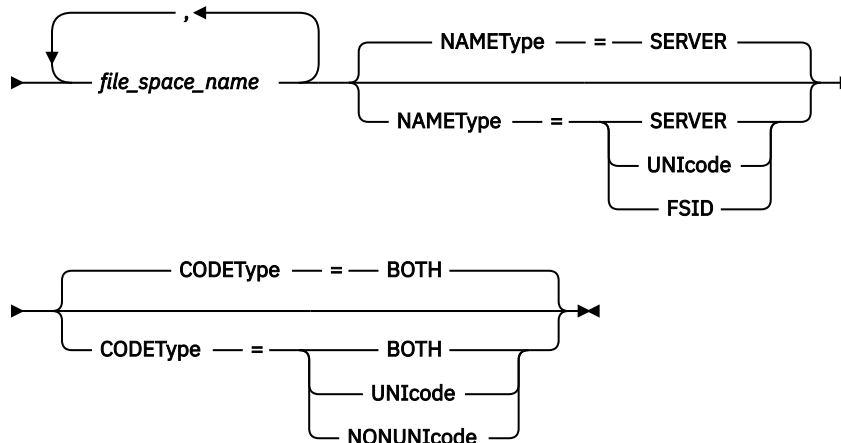 ,
file_space_name
NAMEType = SERVER
NAMEType = SERVER
UNIcode
FSID
CODEType = BOTH
CODEType = BOTH
UNIcode
NONUNIcode